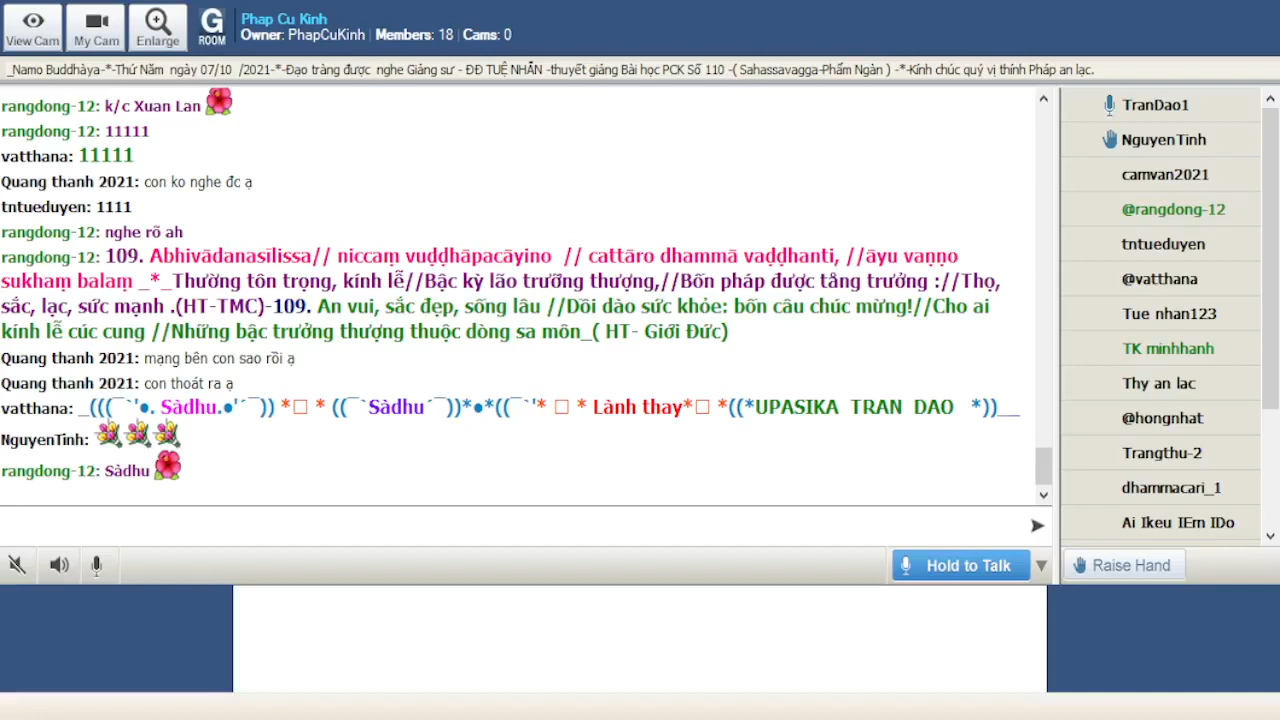 View Cam
My Cam
Enlarge
G
ROOM
Phap Cu Kinh
Owner: PhapCuKinh | Members: 18 | Cams: 0
_Namo Buddhàya-*-Thứ Năm ngày 07/10 /2021-*-Đạo tràng được nghe Giảng sư - ĐĐ TUỆ NHẪN -thuyết giảng Bài học PCK Số 110 -( Sahassavagga-Phẩm Ngàn ) -*-Kính chúc quý vị thính Pháp an lạc.
rangdong-12: k/c Xuan Lan
rangdong-12: 11111
vatthana: 11111
Quang thanh 2021: con ko nghe đc ạ
tntueduyen: 1111
rangdong-12: nghe rõ ah
rangdong-12: 109. Abhivādanasīlissa// niccaṃ vuḍḍhāpacāyino // cattāro dhammā vaḍḍhanti, //āyu vaṇṇo
sukhaṃ balaṃ _*_Thường tôn trọng, kính lễ//Bậc kỳ lão trưỡng thượng,//Bốn pháp được tăng trưởng ://Thọ,
sắc, lạc, sức mạnh .(HT-TMC)-109. An vui, sắc đẹp, sống lâu //Dồi dào sức khỏe: bốn câu chúc mừng!//Cho ai
kính lễ cúc cung //Những bậc trưởng thượng thuộc dòng sa môn_( HT- Giới Đức)
Quang thanh 2021: mạng bên con sao rồi ạ
Quang thanh 2021: con thoát ra ạ
vatthana: _(((¯`'●. Sàdhu.●'´¯)) *□ * ((¯`Sàdhu´¯))*●*((¯`'* □ * Lành thay*□ *((*UPASIKA TRAN DAO *))__
NguyenTinh:
rangdong-12: Sàdhu
Hold to Talk
TranDao1
NguyenTinh
camvan2021
@rangdong-12
tntueduyen
@vatthana
Tue nhan123
TK minhhanh
Thy an lac
@hongnhat
Trangthu-2
dhammacari_1
Ai Ikeu IEm IDo
Raise Hand